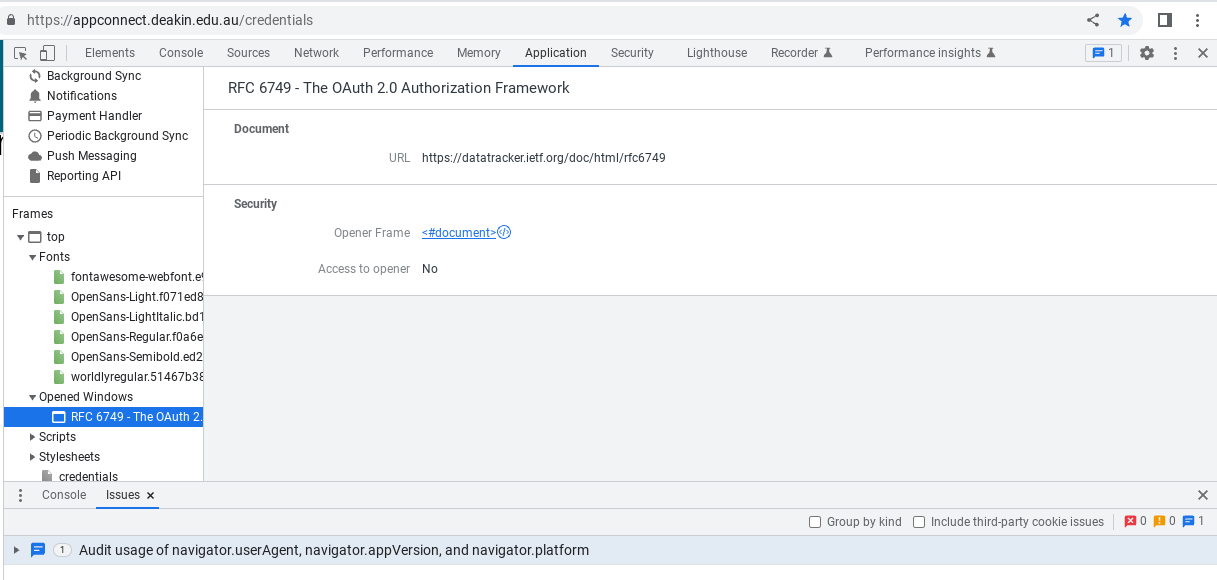 https://appconnect.deakin.edu.au/credentials
Elements Console Sources Network Performance Memory Application Security Lighthouse Recorder Performance insights 1
Background Sync
Notifications
Payment Handler
Periodic Background Sync
Push Messaging
Reporting API
Frames
top
Fonts
fontawesome-webfont.e
OpenSans-Light.f071ed8
OpenSans-LightItalic.bd1
OpenSans-Regular.f0a6e
OpenSans-Semibold.ed2
worldlyregular.51467b38
Opened Windows
RFC 6749 - The OAuth 2.
Scripts
Stylesheets
credentials
RFC 6749 - The OAuth 2.0 Authorization Framework
Document
URL https://datatracker.ietf.org/doc/html/rfc6749
Security
Opener Frame <#document>
Access to opener No
Console Issues
Group by kind Include third-party cookie issues 0 0 1
1 Audit usage of navigator.userAgent, navigator.appVersion, and navigator.platform